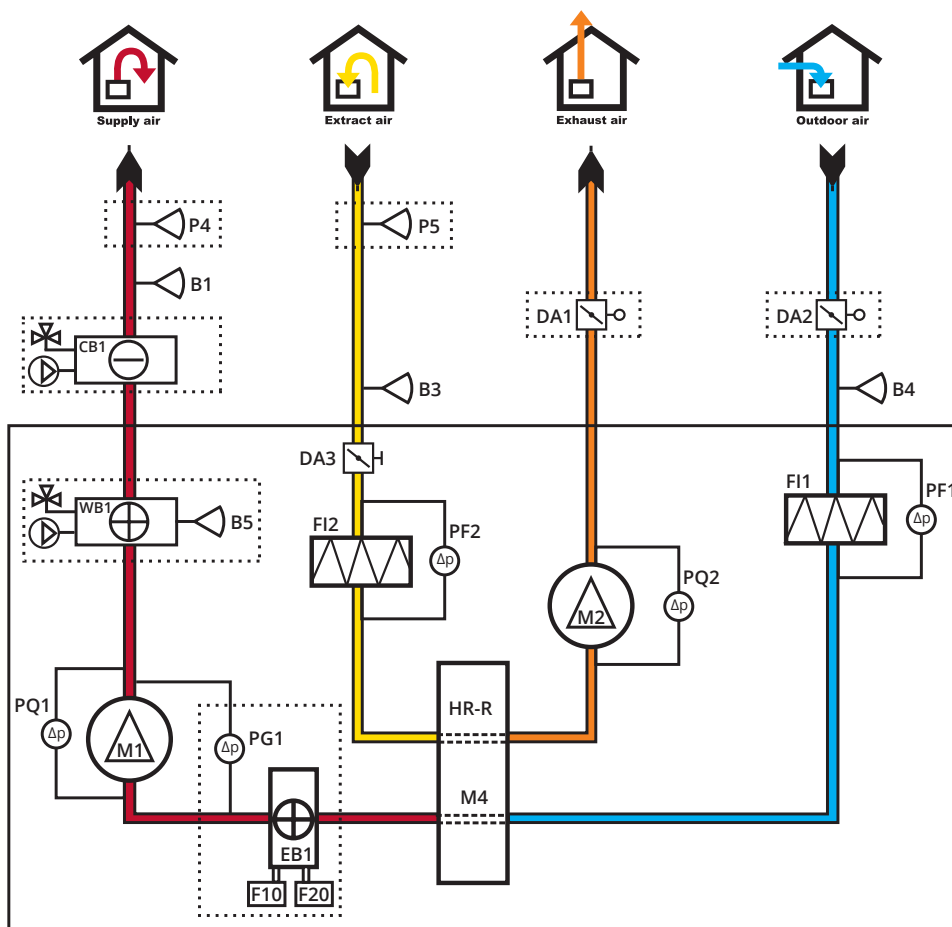 Supply air
Extract air
Exhaust air
Outdoor air
P4
P5
B1
DA1
DA2
CB1
B3
B4
DA3
FI1
PF1
WB1
B5
FI2
PF2
Δp
Δp
PQ2
M2
Δp
HR-R
PQ1
PG1
Δp
M1
Δp
M4
EB1
F10
F20